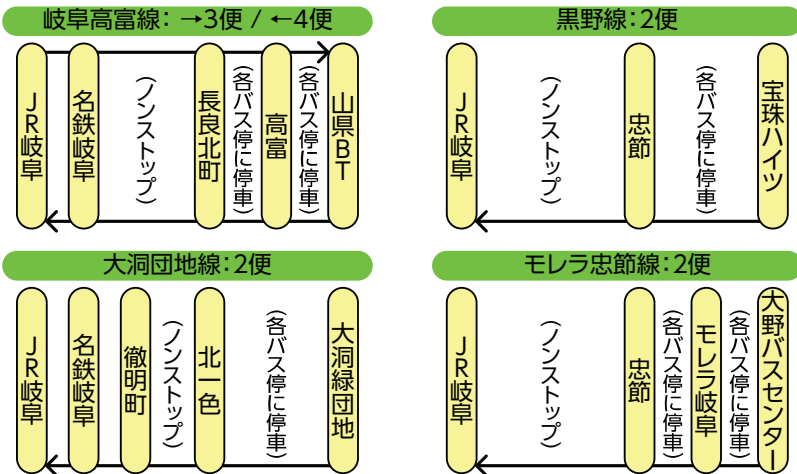 岐阜高富線：→3便 / ←4便
JR岐阜
名鉄岐阜
（ノンストップ）
長良北町
（各バス停に停車）
高富
（各バス停に停車）
山県BT
黒野線：2便
JR岐阜
（ノンストップ）
忠節
（各バス停に停車）
宝珠ハイツ
大洞団地線：2便
JR岐阜
名鉄岐阜
徹明町
（ノンストップ）
北一色
（各バス停に停車）
大洞緑団地
モレラ忠節線：2便
JR岐阜
（ノンストップ）
忠節
（各バス停に停車）
モレラ岐阜
（各バス停に停車）
大野バスセンター